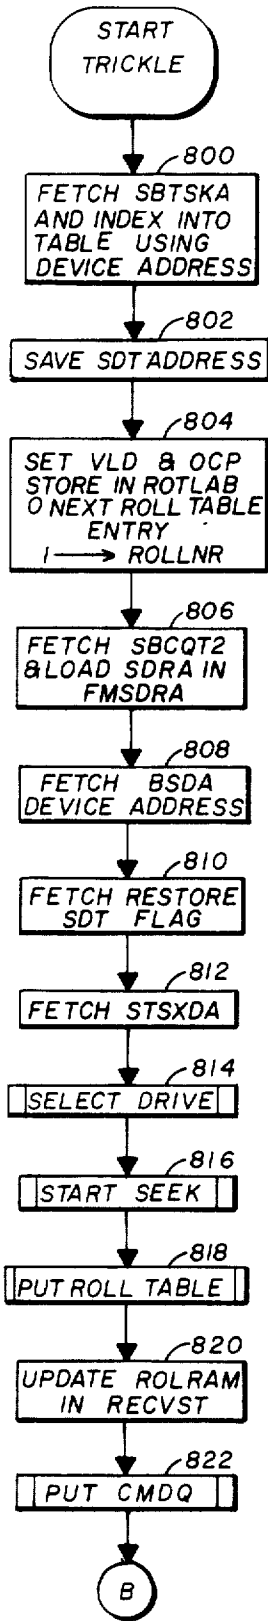 START
TRICKLE
800
FETCH SBTSKA
AND INDEX INTO
TABLE USING
DEVICE ADDRESS
802
SAVE SDT ADDRESS
804
SET VLD & OCP
STORE IN ROTLAB
O NEXT ROLL TABLE
ENTRY
1 → ROLLNR
806
FETCH SBCQT2
& LOAD SDRA IN
FMSDRA
808
FETCH BSDA
DEVICE ADDRESS
810
FETCH RESTORE
SDT FLAG
812
FETCH STSXDA
814
SELECT DRIVE
816
START SEEK
818
PUT ROLL TABLE
820
UPDATE ROLRAM
IN RECVST
822
PUT CMDQ
B